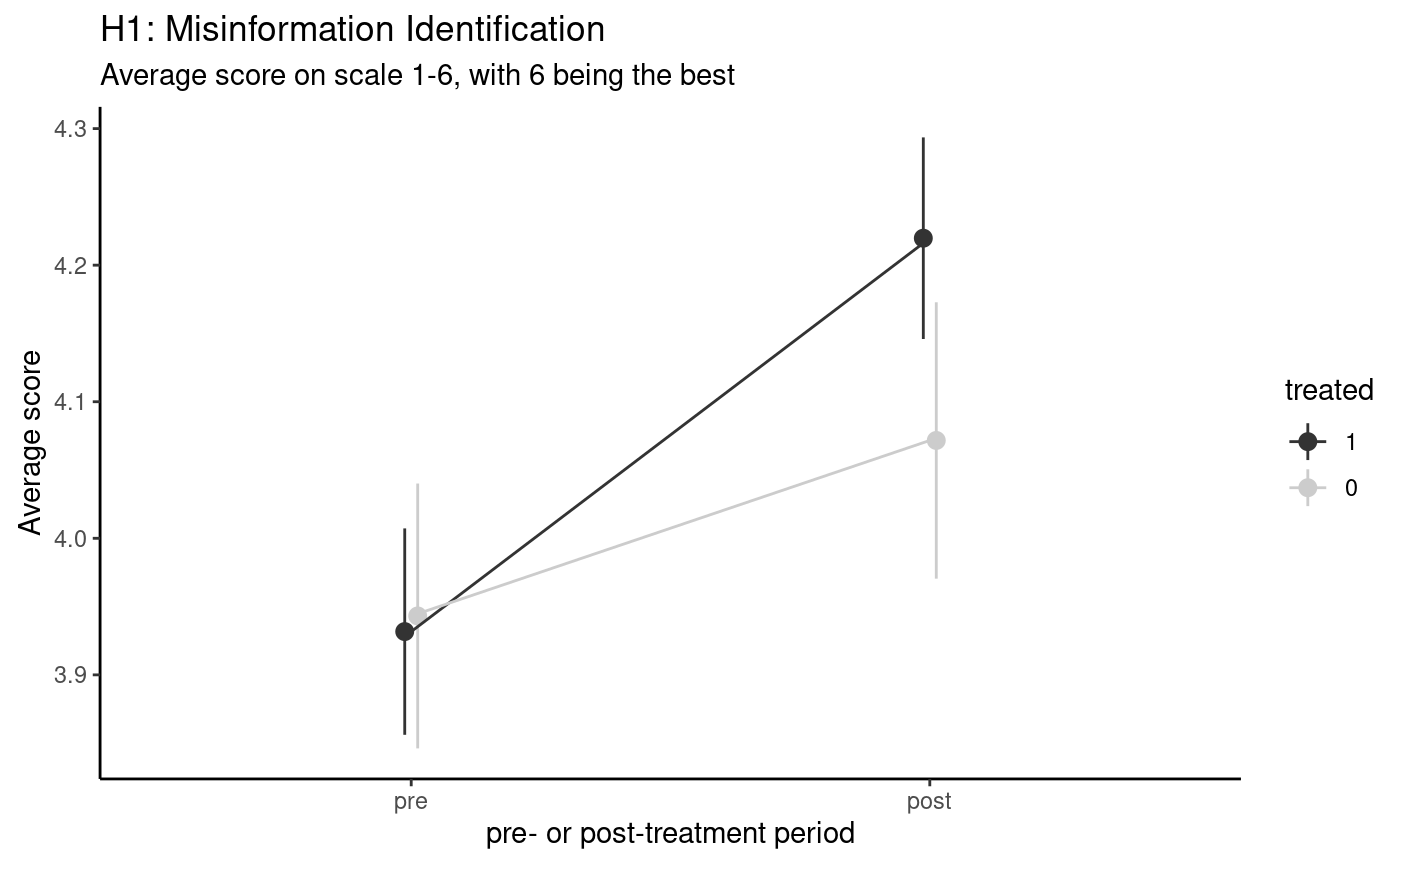 H1: Misinformation Identification
Average score on scale 1-6, with 6 being the best
Average score
4.3
4.2
4.1
4.0
3.9
pre
post
pre- or post-treatment period
treated
1
0